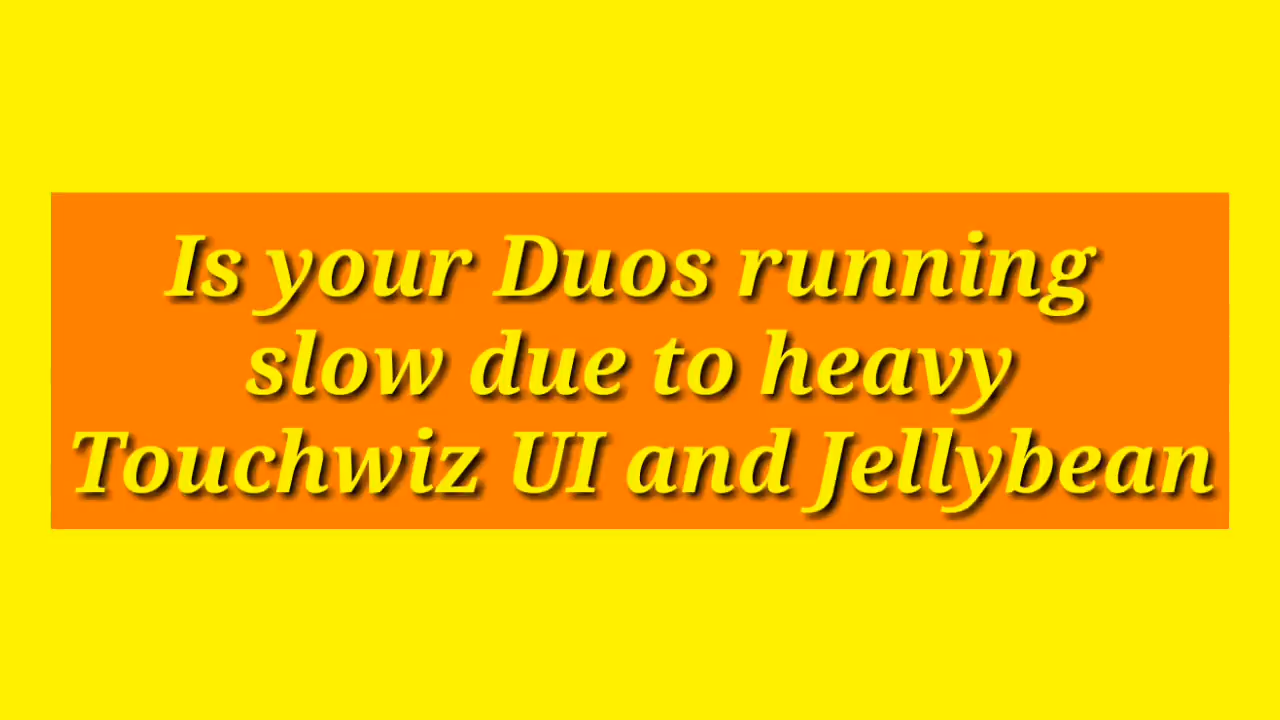 Is your Duos running
slow due to heavy
Touchwiz UI and Jellybean